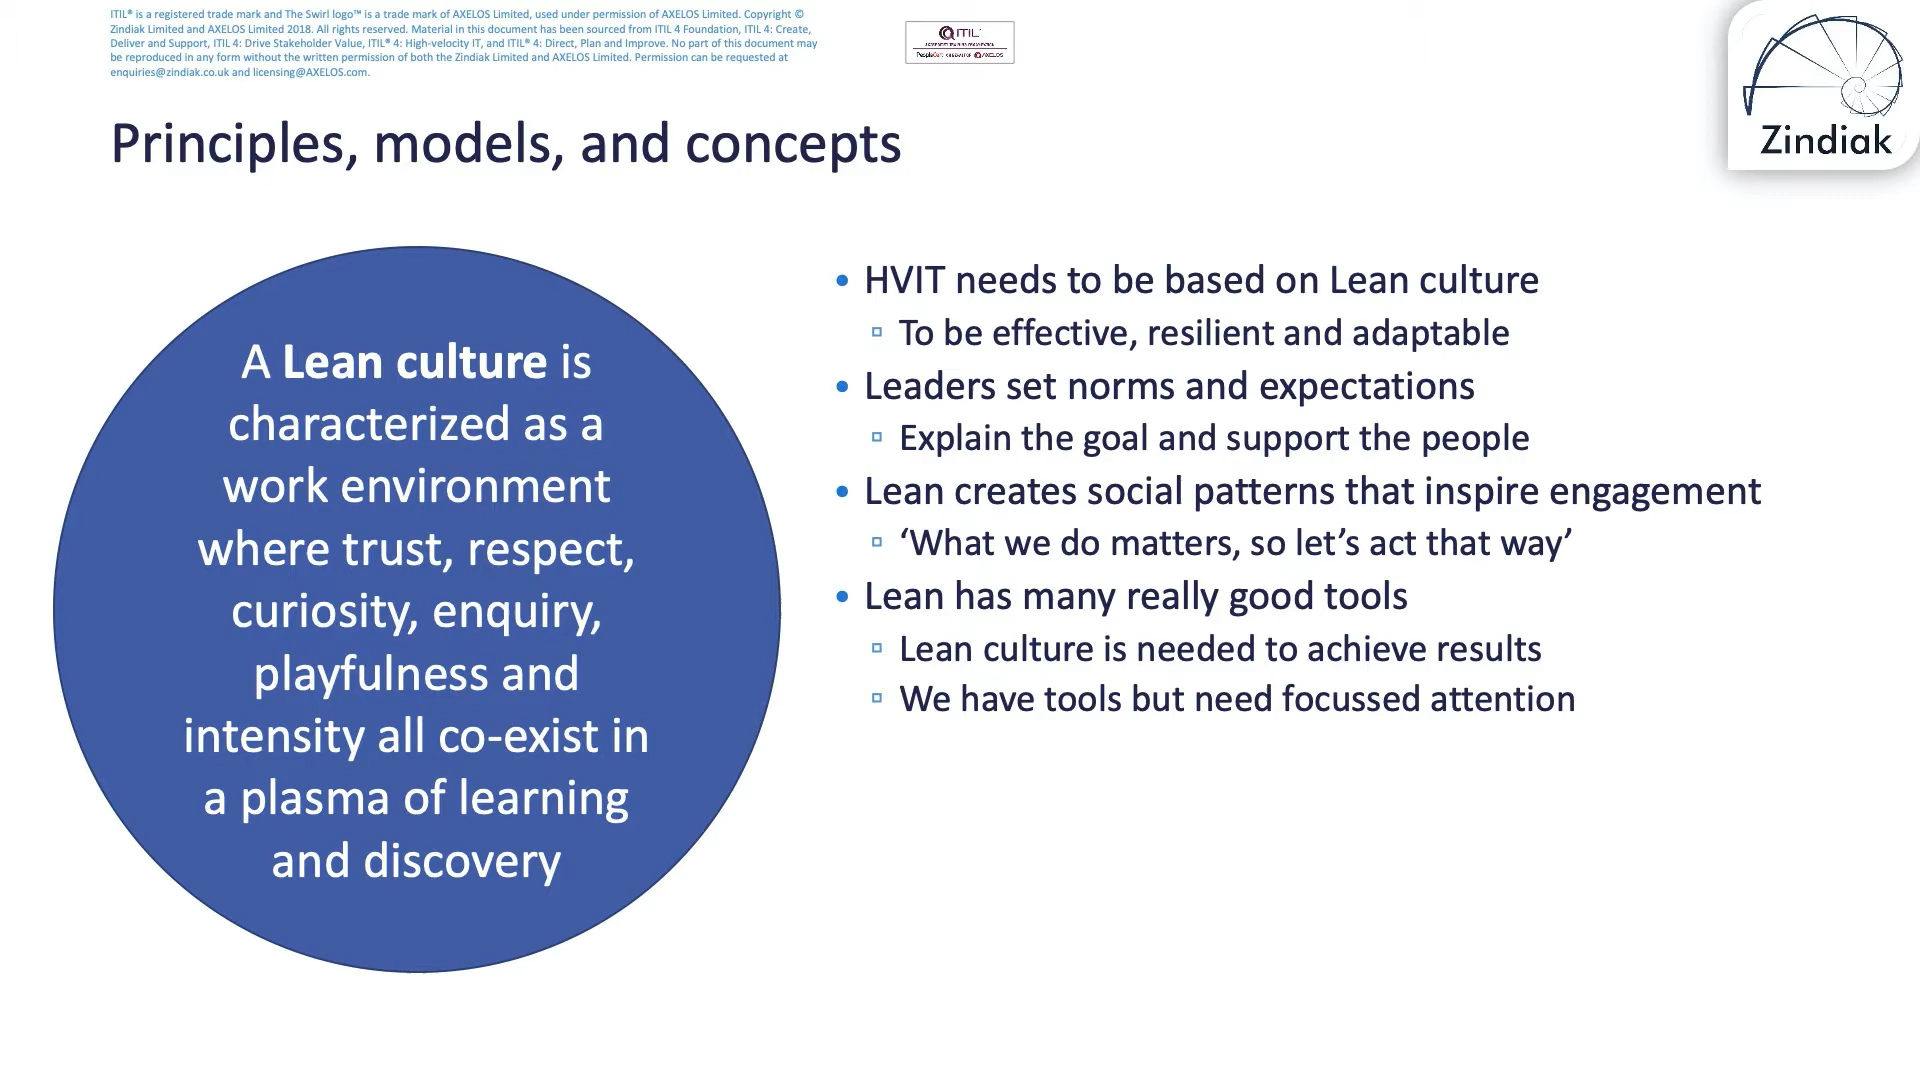 ITIL® is a registered trade mark and The Swirl logo™ is a trade mark of AXELOS Limited, used under permission of AXELOS Limited. Copyright ©
Zindiak Limited and AXELOS Limited 2018. All rights reserved. Material in this document has been sourced from ITIL 4 Foundation, ITIL 4: Create,
Deliver and Support, ITIL 4: Drive Stakeholder Value, ITIL® 4: High-velocity IT, and ITIL® 4: Direct, Plan and Improve. No part of this document may
be reproduced in any form without the written permission of both the Zindiak Limited and AXELOS Limited. Permission can be requested at
enquiries@zindiak.co.uk and licensing@AXELOS.com.
ITIL
Zindiak
Principles, models, and concepts
A Lean culture is
characterized as a
work environment
where trust, respect,
curiosity, enquiry,
playfulness and
intensity all co-exist in
a plasma of learning
and discovery
• HVIT needs to be based on Lean culture
▫ To be effective, resilient and adaptable
• Leaders set norms and expectations
▫ Explain the goal and support the people
• Lean creates social patterns that inspire engagement
▫ ‘What we do matters, so let’s act that way’
• Lean has many really good tools
▫ Lean culture is needed to achieve results
▫ We have tools but need focussed attention